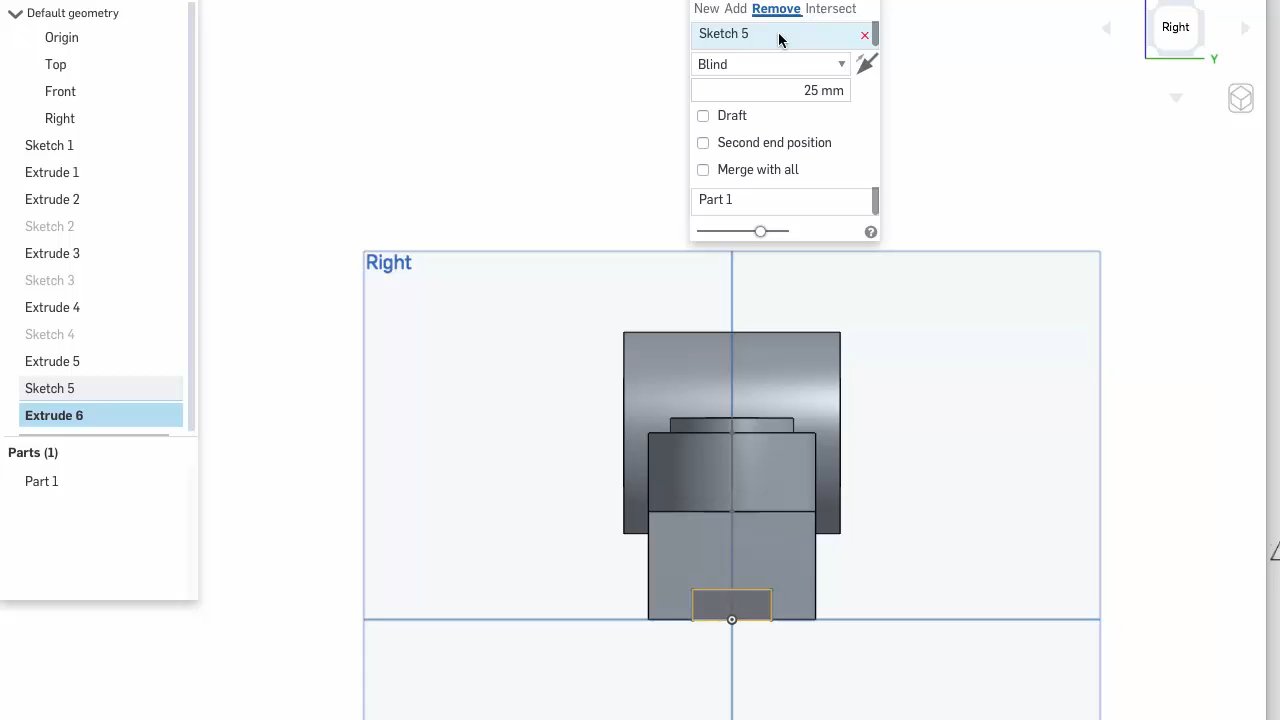 Default geometry
Origin
Top
Front
Right
Sketch 1
Extrude 1
Extrude 2
Sketch 2
Extrude 3
Sketch 3
Extrude 4
Sketch 4
Extrude 5
Sketch 5
Extrude 6
Parts (1)
Part 1
New Add Remove Intersect
Sketch 5
Blind
25 mm
Draft
Second end position
Merge with all
Part 1
Right
Right
Y